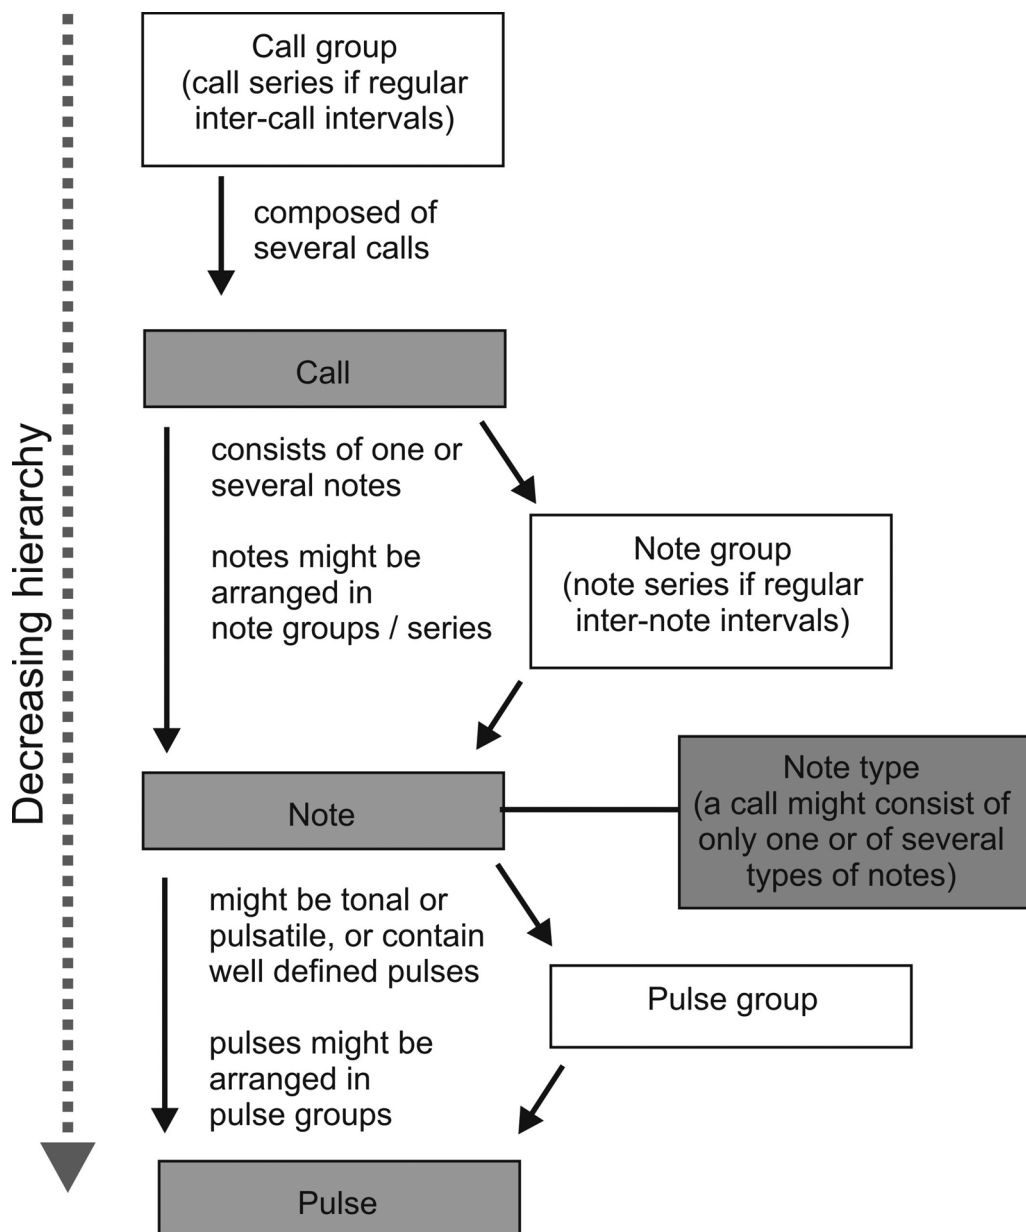 Call group
(call series if regular
inter-call intervals)
composed of
several calls
Call
consists of one or
several notes
notes might be
arranged in
note groups / series
Note group
(note series if regular
inter-note intervals)
Decreasing hierarchy
Note
Note type
(a call might consist of
only one or of several
types of notes)
might be tonal or
pulsatile, or contain
well defined pulses
pulses might be
arranged in
pulse groups
Pulse group
Pulse